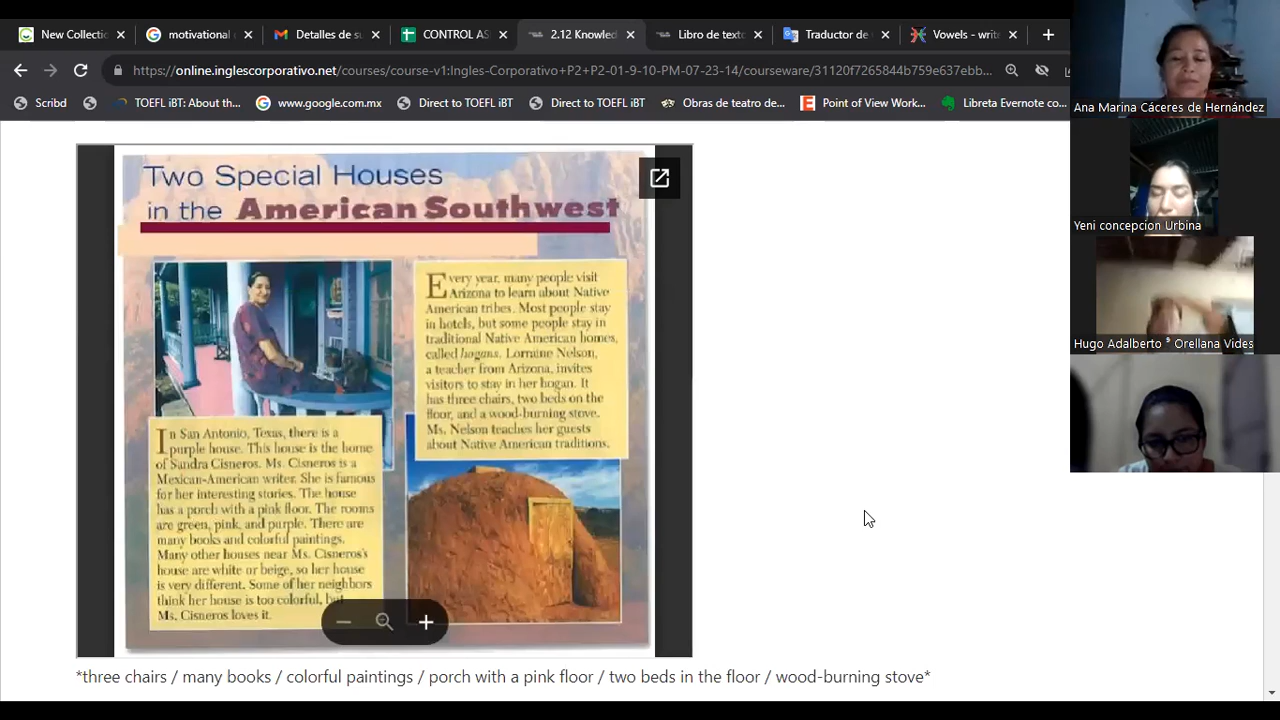 New Collecti
motivational
Detalles de su
CONTROL AS
2.12 Knowled
Libro de texto
Traductor de
Vowels - write
https://online.inglescorporativo.net/courses/course-v1:Ingles-Corporativo+P2+P2-01-9-10-PM-07-23-14/courseware/31120f7265844b759e637ebb...
Scribd
TOEFL iBT: About th...
www.google.com.mx
Direct to TOEFL iBT
Direct to TOEFL iBT
Obras de teatro de...
Point of View Work...
Libreta Evernote co...
Two Special Houses
in the American Southwest
In San Antonio, Texas, there is a
purple house. This house is the home
of Sandra Cisneros. Ms. Cisneros is a
Mexican-American writer. She is famous
for her interesting stories. The house
has a porch with a pink floor. The rooms
are green, pink, and purple. There are
many books and colorful paintings.
Many other houses near Ms. Cisneros's
house are white or beige, so her house
is very different. Some of her neighbors
think her house is too colorful, but
Ms. Cisneros loves it.
Every year, many people visit
Arizona to learn about Native
American tribes. Most people stay
in hotels, but some people stay in
traditional Native American homes,
called hogans. Lorraine Nelson,
a teacher from Arizona, invites
visitors to stay in her hogan. It
has three chairs, two beds on the
floor, and a wood-burning stove.
Ms. Nelson teaches her guests
about Native American traditions.
*three chairs / many books / colorful paintings / porch with a pink floor / two beds in the floor / wood-burning stove*
Ana Marina Cáceres de Hernández
Yeni concepcion Urbina
Hugo Adalberto Orellana Vides